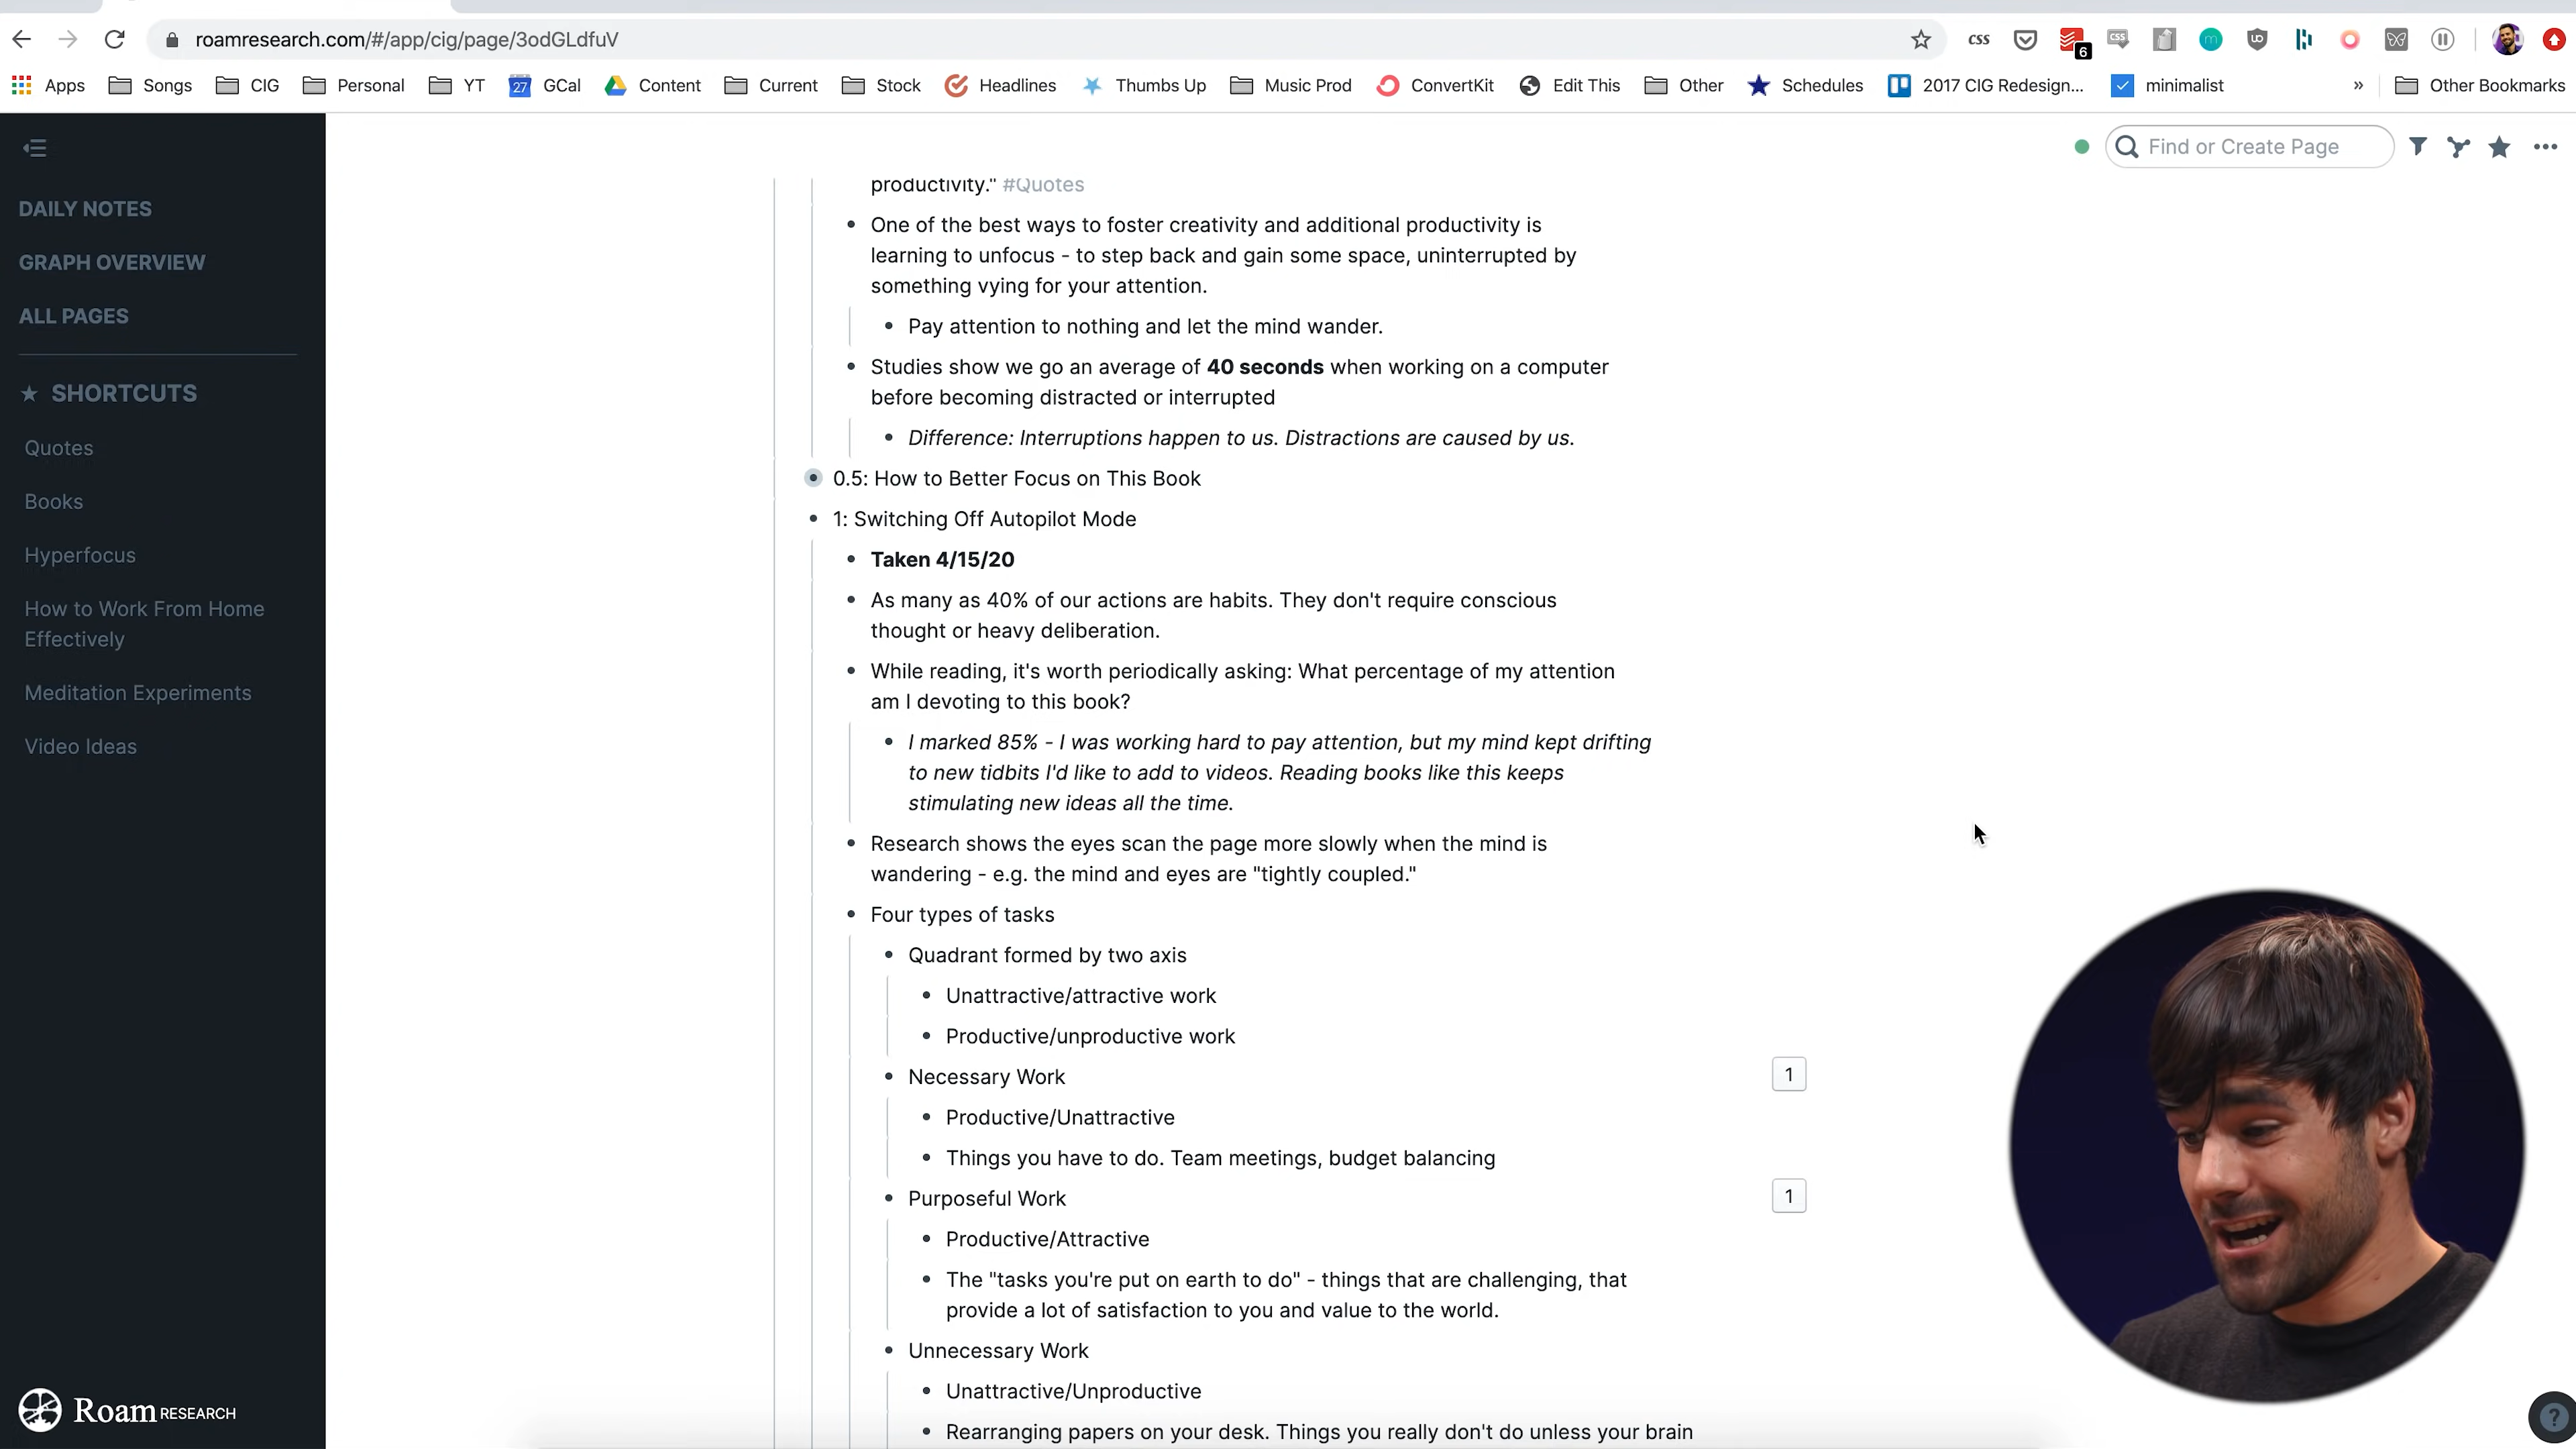 roamresearch.com/#/app/cig/page/3odGLdfuV
css
6
CSS
m
Apps
Songs
CIG
Personal
YT
27
GCal
Content
Current
Stock
Headlines
Thumbs Up
Music Prod
ConvertKit
Edit This
Other
Schedules
2017 CIG Redesign...
minimalist
»
Other Bookmarks
Find or Create Page
DAILY NOTES
GRAPH OVERVIEW
ALL PAGES
SHORTCUTS
Quotes
Books
Hyperfocus
How to Work From Home
Effectively
Meditation Experiments
Video Ideas
Roam RESEARCH
productivity." #Quotes
One of the best ways to foster creativity and additional productivity is
learning to unfocus - to step back and gain some space, uninterrupted by
something vying for your attention.
Pay attention to nothing and let the mind wander.
Studies show we go an average of 40 seconds when working on a computer
before becoming distracted or interrupted
Difference: Interruptions happen to us. Distractions are caused by us.
0.5: How to Better Focus on This Book
1: Switching Off Autopilot Mode
Taken 4/15/20
As many as 40% of our actions are habits. They don't require conscious
thought or heavy deliberation.
While reading, it's worth periodically asking: What percentage of my attention
am I devoting to this book?
I marked 85% - I was working hard to pay attention, but my mind kept drifting
to new tidbits I'd like to add to videos. Reading books like this keeps
stimulating new ideas all the time.
Research shows the eyes scan the page more slowly when the mind is
wandering - e.g. the mind and eyes are "tightly coupled."
Four types of tasks
Quadrant formed by two axis
Unattractive/attractive work
Productive/unproductive work
Necessary Work
1
Productive/Unattractive
Things you have to do. Team meetings, budget balancing
Purposeful Work
1
Productive/Attractive
The "tasks you're put on earth to do" - things that are challenging, that
provide a lot of satisfaction to you and value to the world.
Unnecessary Work
Unattractive/Unproductive
Rearranging papers on your desk. Things you really don't do unless your brain
?